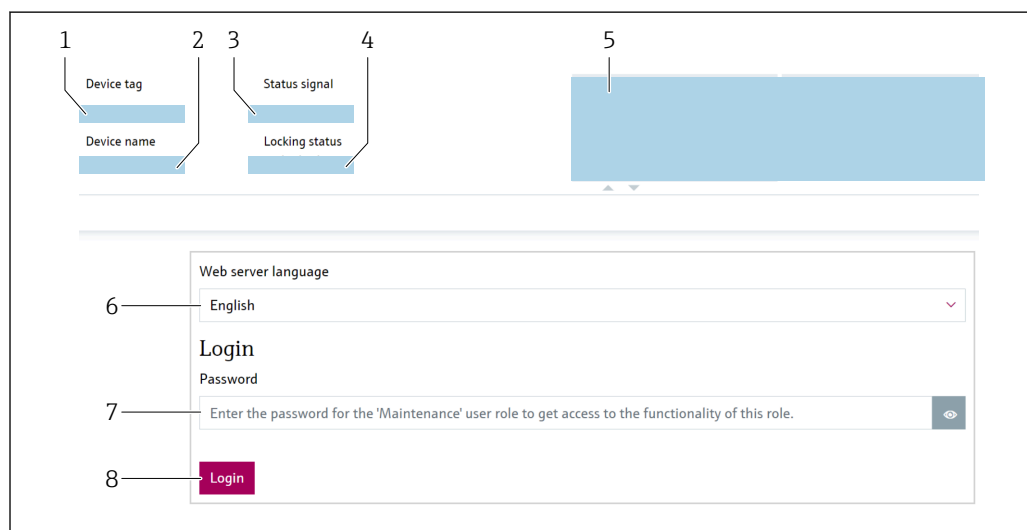 1 2 3 4 5
Device tag Status signal
Device name Locking status
Web server language
6 English
Login
Password
7 Enter the password for the 'Maintenance' user role to get access to the functionality of this role.
8 Login